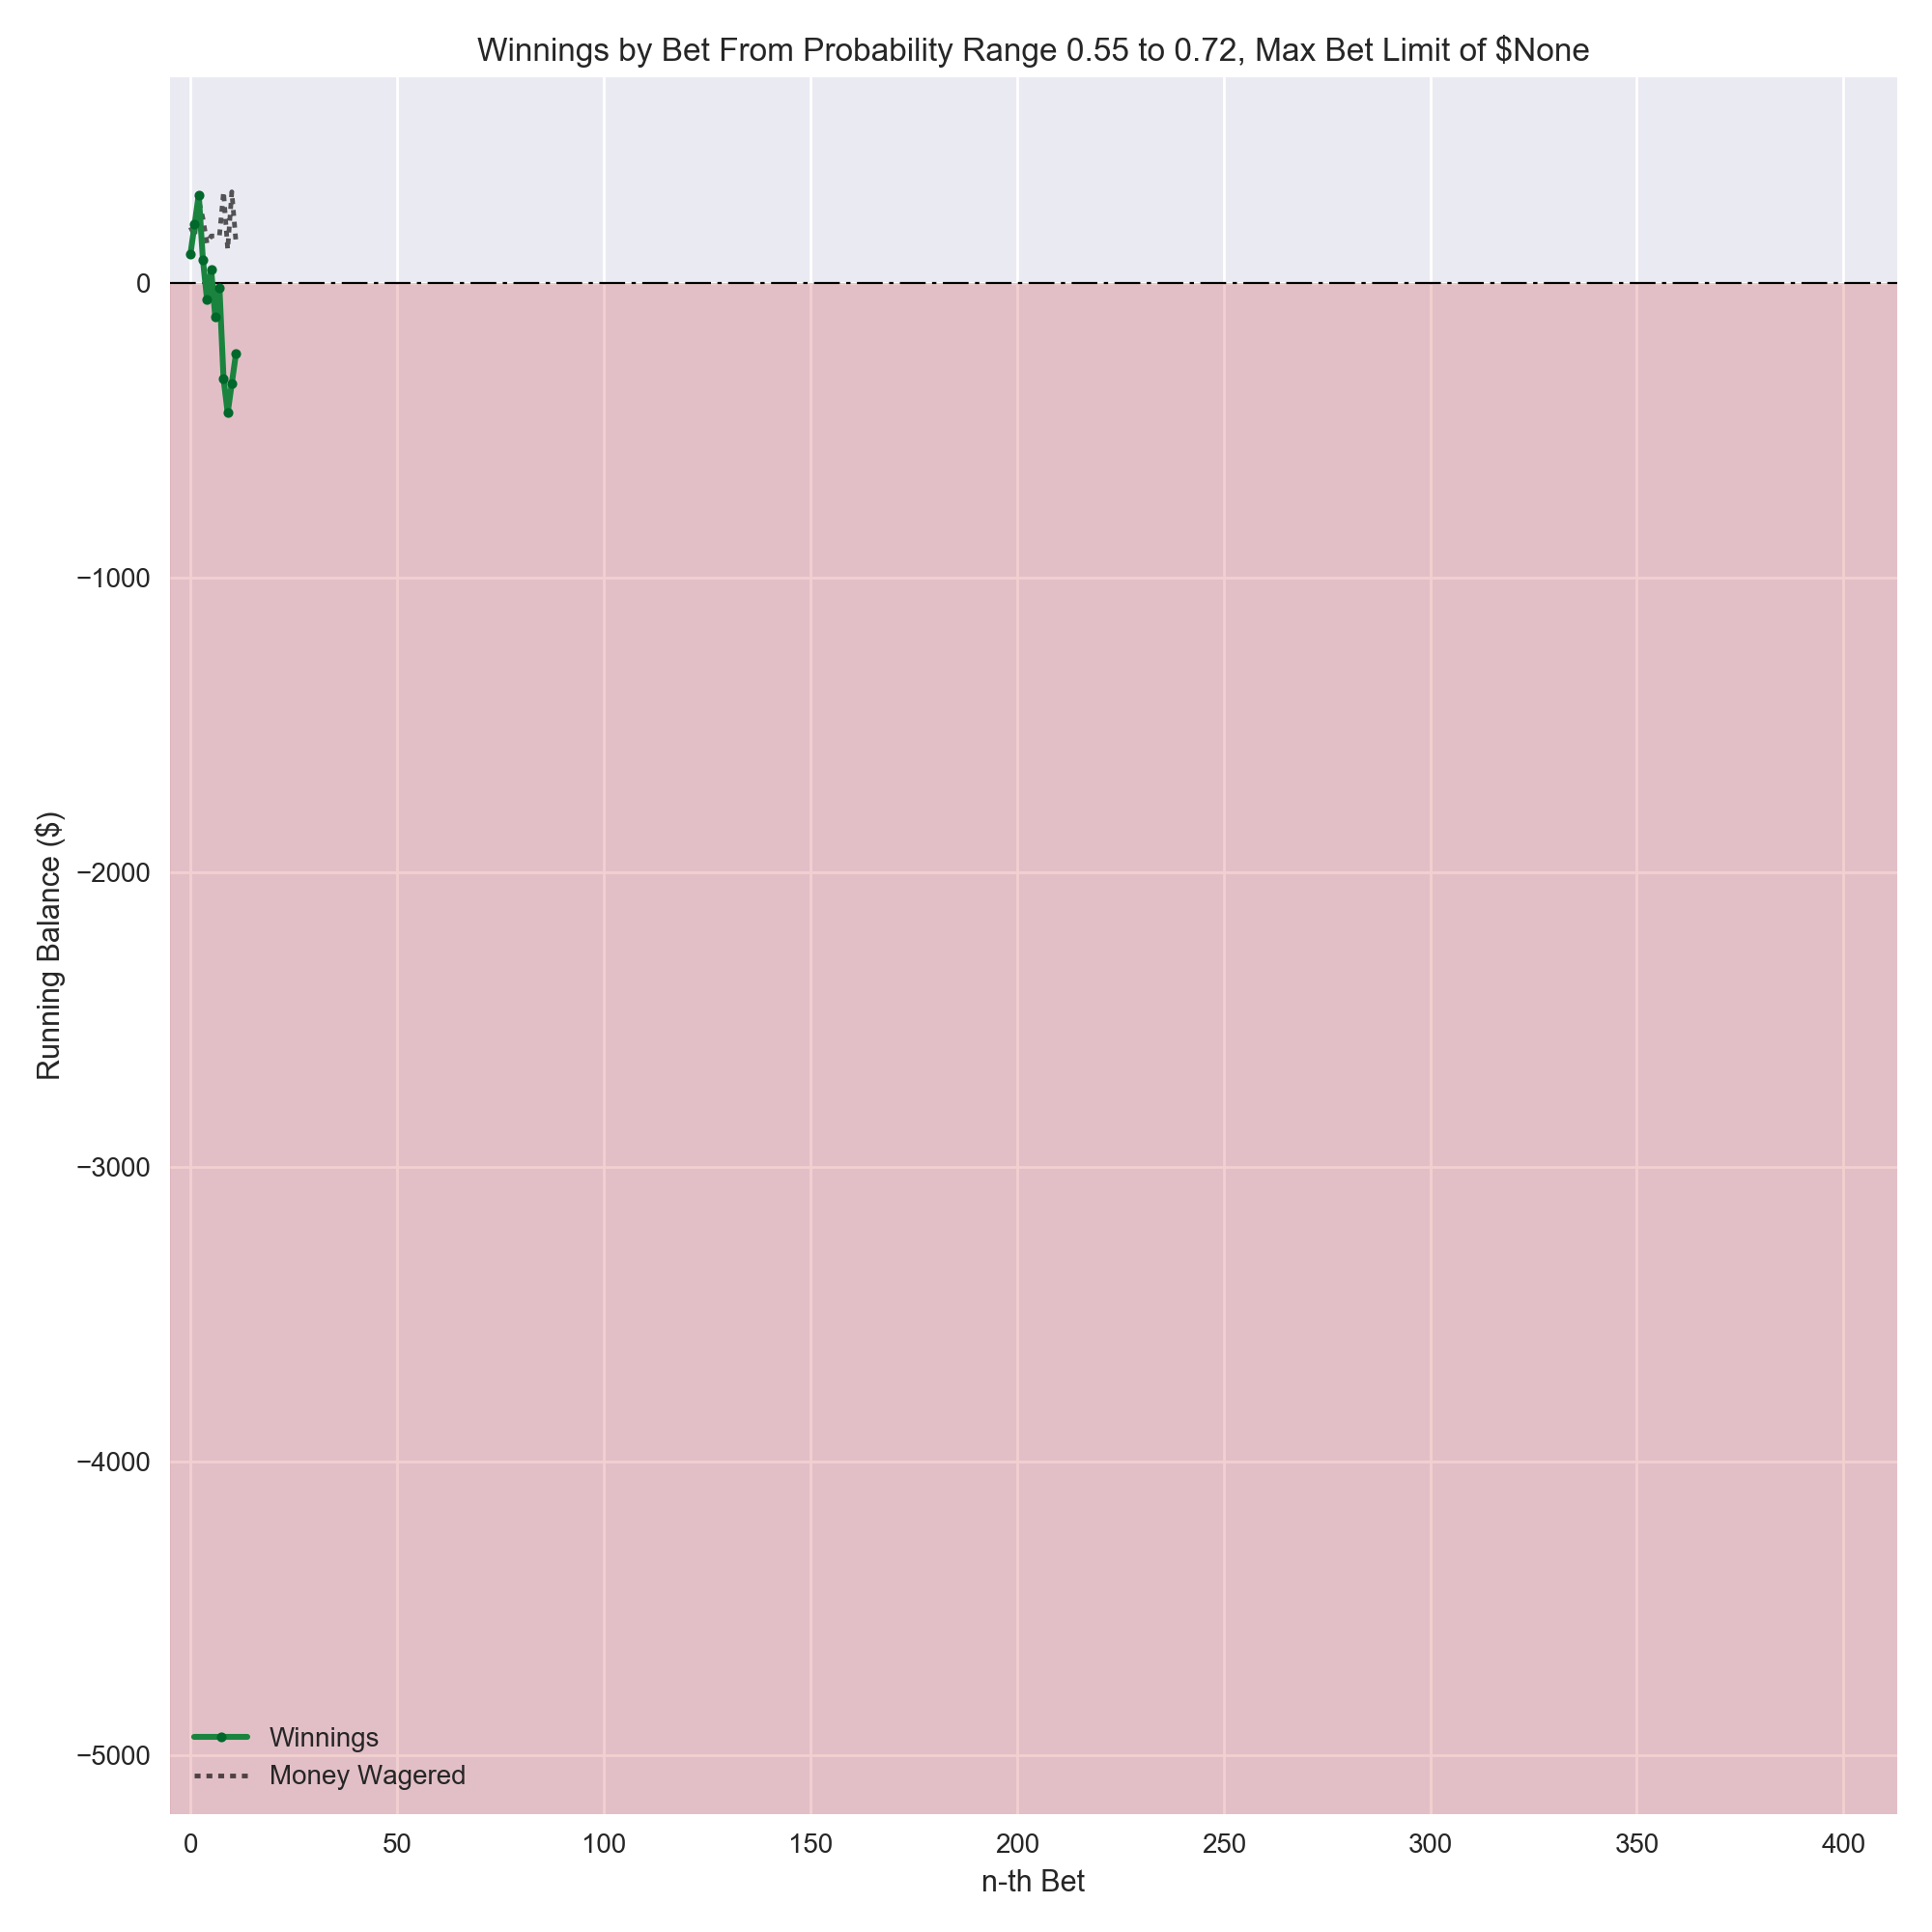 Winnings by Bet From Probability Range 0.55 to 0.72, Max Bet Limit of $None
Running Balance ($)
0
−1000
−2000
−3000
−4000
−5000
Winnings
Money Wagered
0 50 100 150 200 250 300 350 400
n-th Bet